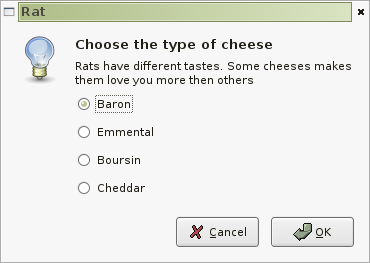 Rat
Choose the type of cheese
Rats have different tastes. Some cheeses makes
them love you more then others
Baron
Emmental
Boursin
Cheddar
Cancel
OK